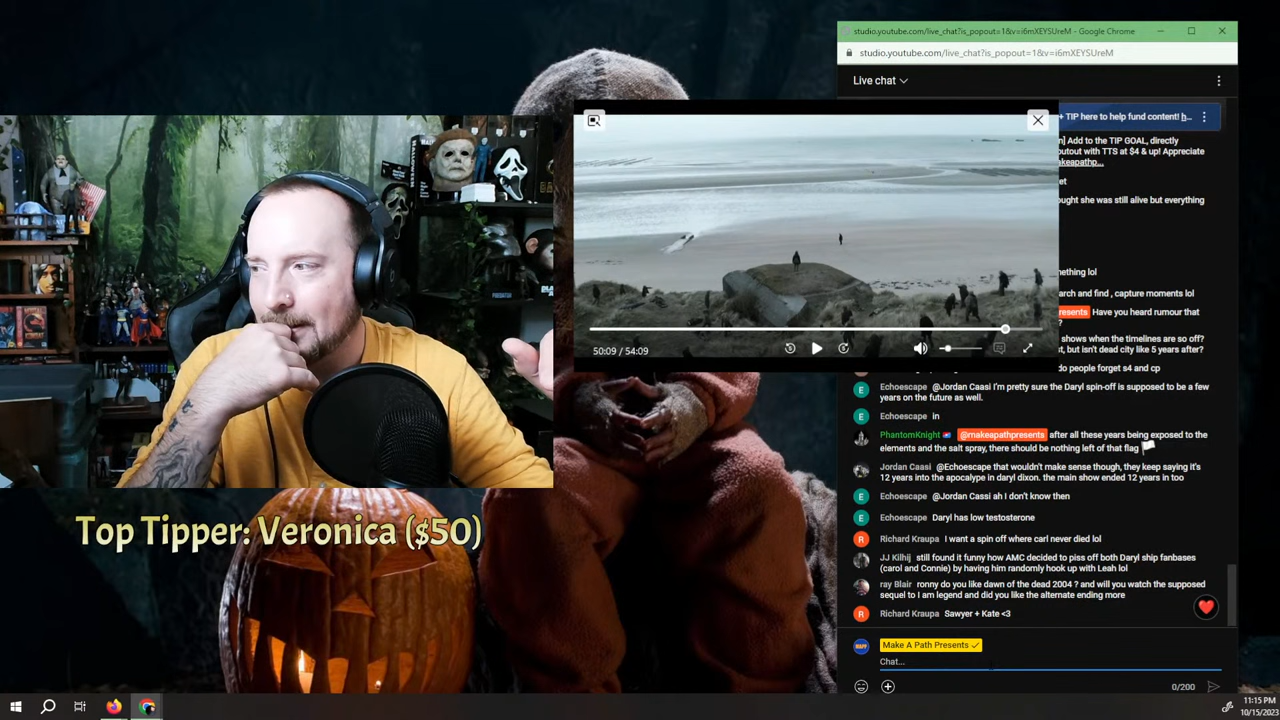 studio.youtube.com/live_chat?is_popout=1&v=i6mXEYSUreM - Google Chrome
studio.youtube.com/live_chat?is_popout=1&v=i6mXEYSUreM
Live chat
+ TIP here to help fund content! h...
Add to the TIP GOAL, directly
outout with TTS at $4 & up! Appreciate
makeapathp...
et
ought she was still alive but everything
nething lol
arch and find , capture moments lol
resents Have you heard rumour that
?
shows when the timelines are so off?
t, but isn't dead city like 5 years after?
do people forget s4 and cp
Echoescape @Jordan Caasi I'm pretty sure the Daryl spin-off is supposed to be a few
years on the future as well.
Echoescape in
PhantomKnight @makeapathpresents after all these years being exposed to the
elements and the salt spray, there should be nothing left of that flag
Jordan Caasi @Echoescape that wouldn't make sense though, they keep saying it's
12 years into the apocalypse in daryl dixon. the main show ended 12 years in too
Echoescape @Jordan Cassi ah I don't know then
Echoescape Daryl has low testosterone
Richard Kraupa I want a spin off where carl never died lol
JJ Kilhij still found it funny how AMC decided to piss off both Daryl ship fanbases
(carol and Connie) by having him randomly hook up with Leah lol
ray Blair ronny do you like dawn of the dead 2004 ? and will you watch the supposed
sequel to I am legend and did you like the alternate ending more
Richard Kraupa Sawyer + Kate <3
Make A Path Presents
Chat...
0/200
50:09 / 54:09
Top Tipper: Veronica ($50)
11:15 PM
10/15/2023